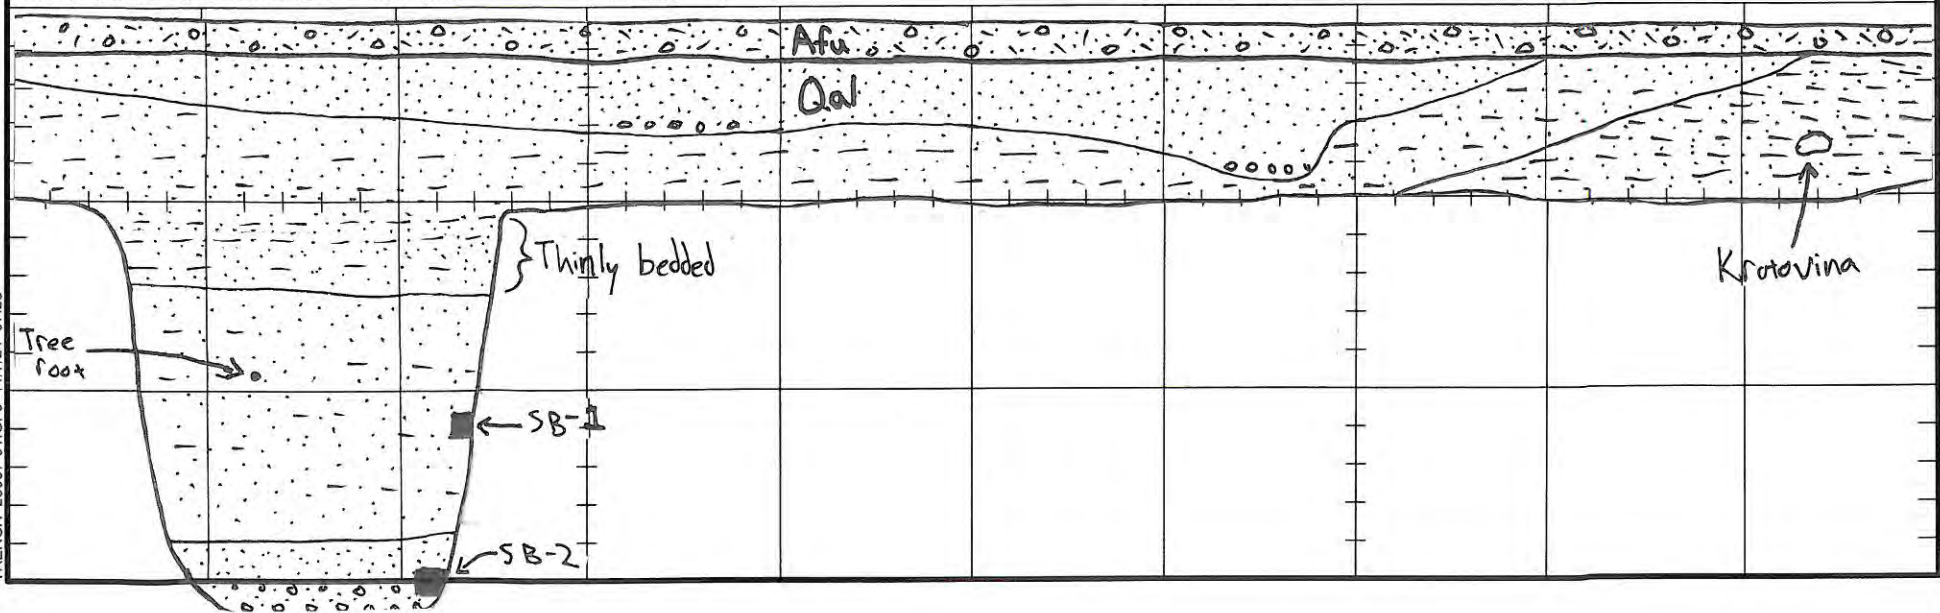 Afu
Qal
Thinly bedded
Krotovina
Tree
root
SB-1
SB-2